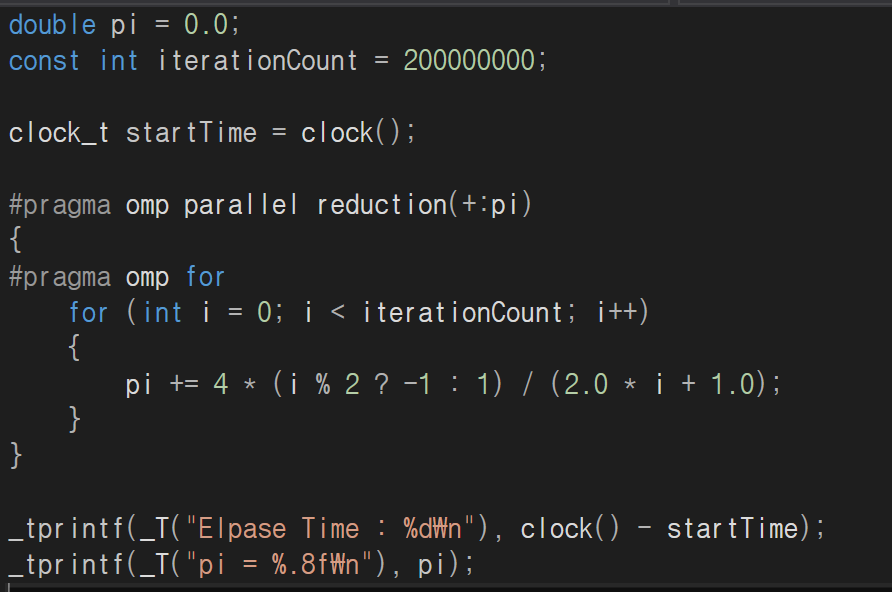 double pi = 0.0;
const int iterationCount = 200000000;
clock_t startTime = clock();
#pragma omp parallel reduction(+:pi)
{
#pragma omp for
for (int i = 0; i < iterationCount; i++)
{
pi += 4 * (i % 2 ? -1 : 1) / (2.0 * i + 1.0);
}
}
_tprintf(_T("Elpase Time : %d₩n"), clock() - startTime);
_tprintf(_T("pi = %.8f₩n"), pi);